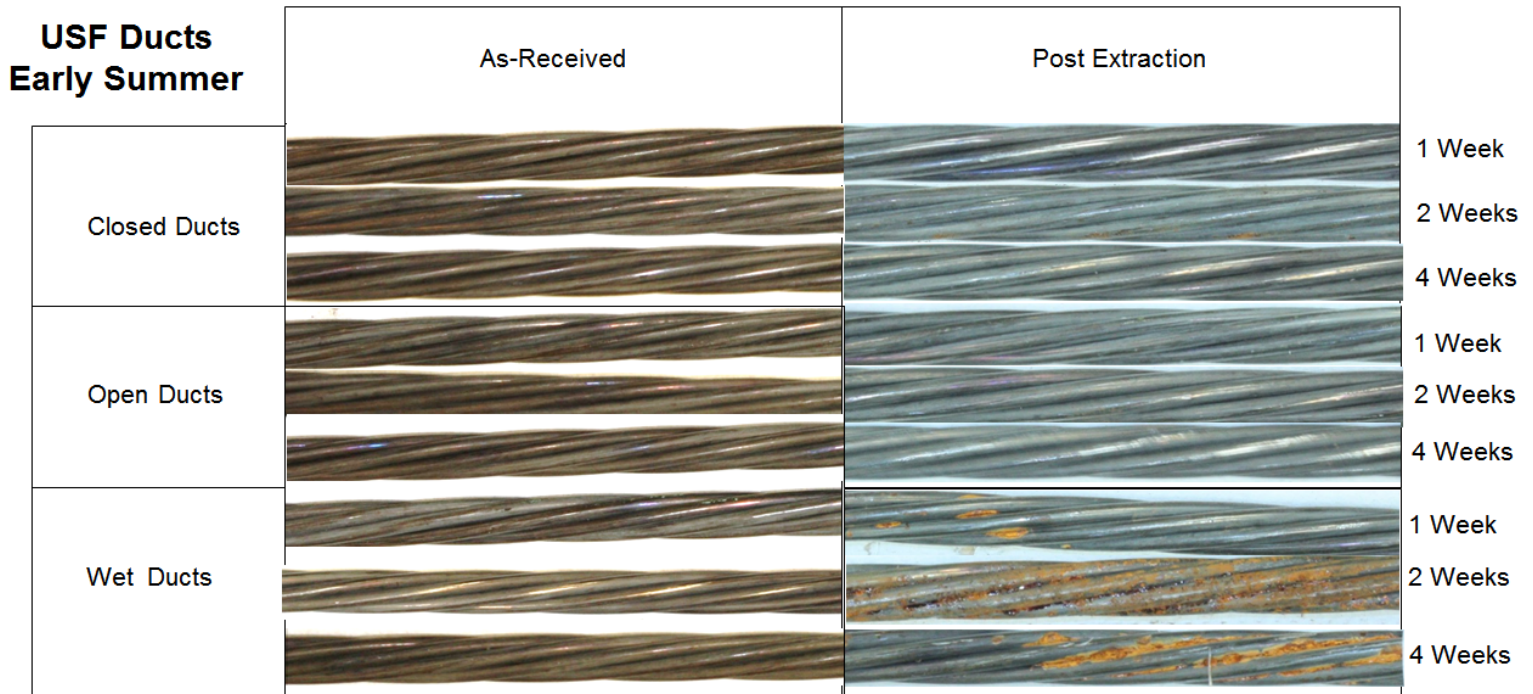 USF Ducts
Early Summer
As-Received
Post Extraction
Closed Ducts
1 Week
2 Weeks
4 Weeks
Open Ducts
1 Week
2 Weeks
4 Weeks
Wet Ducts
1 Week
2 Weeks
4 Weeks